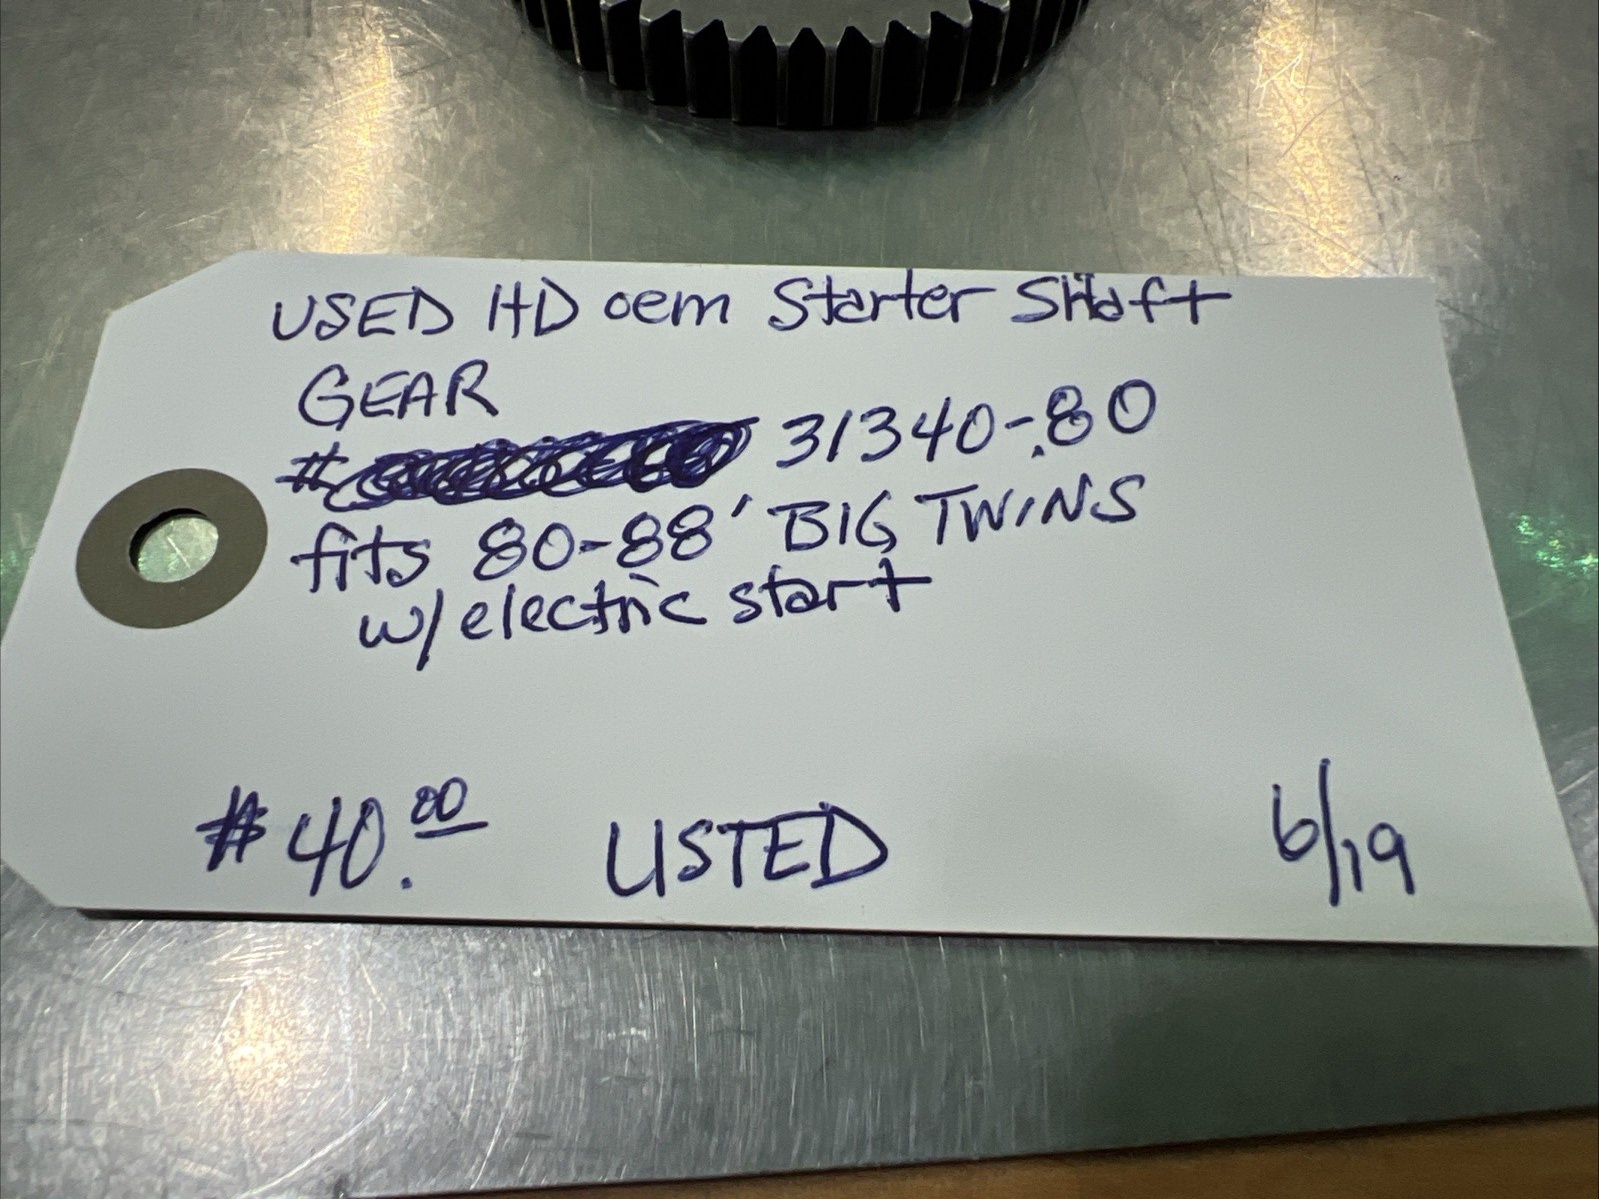 USED HD oem Starter Shaft
GEAR
# 31340-80
fits 80-88' BIG TWINS
w/electric start
$40.00 LISTED 6/19